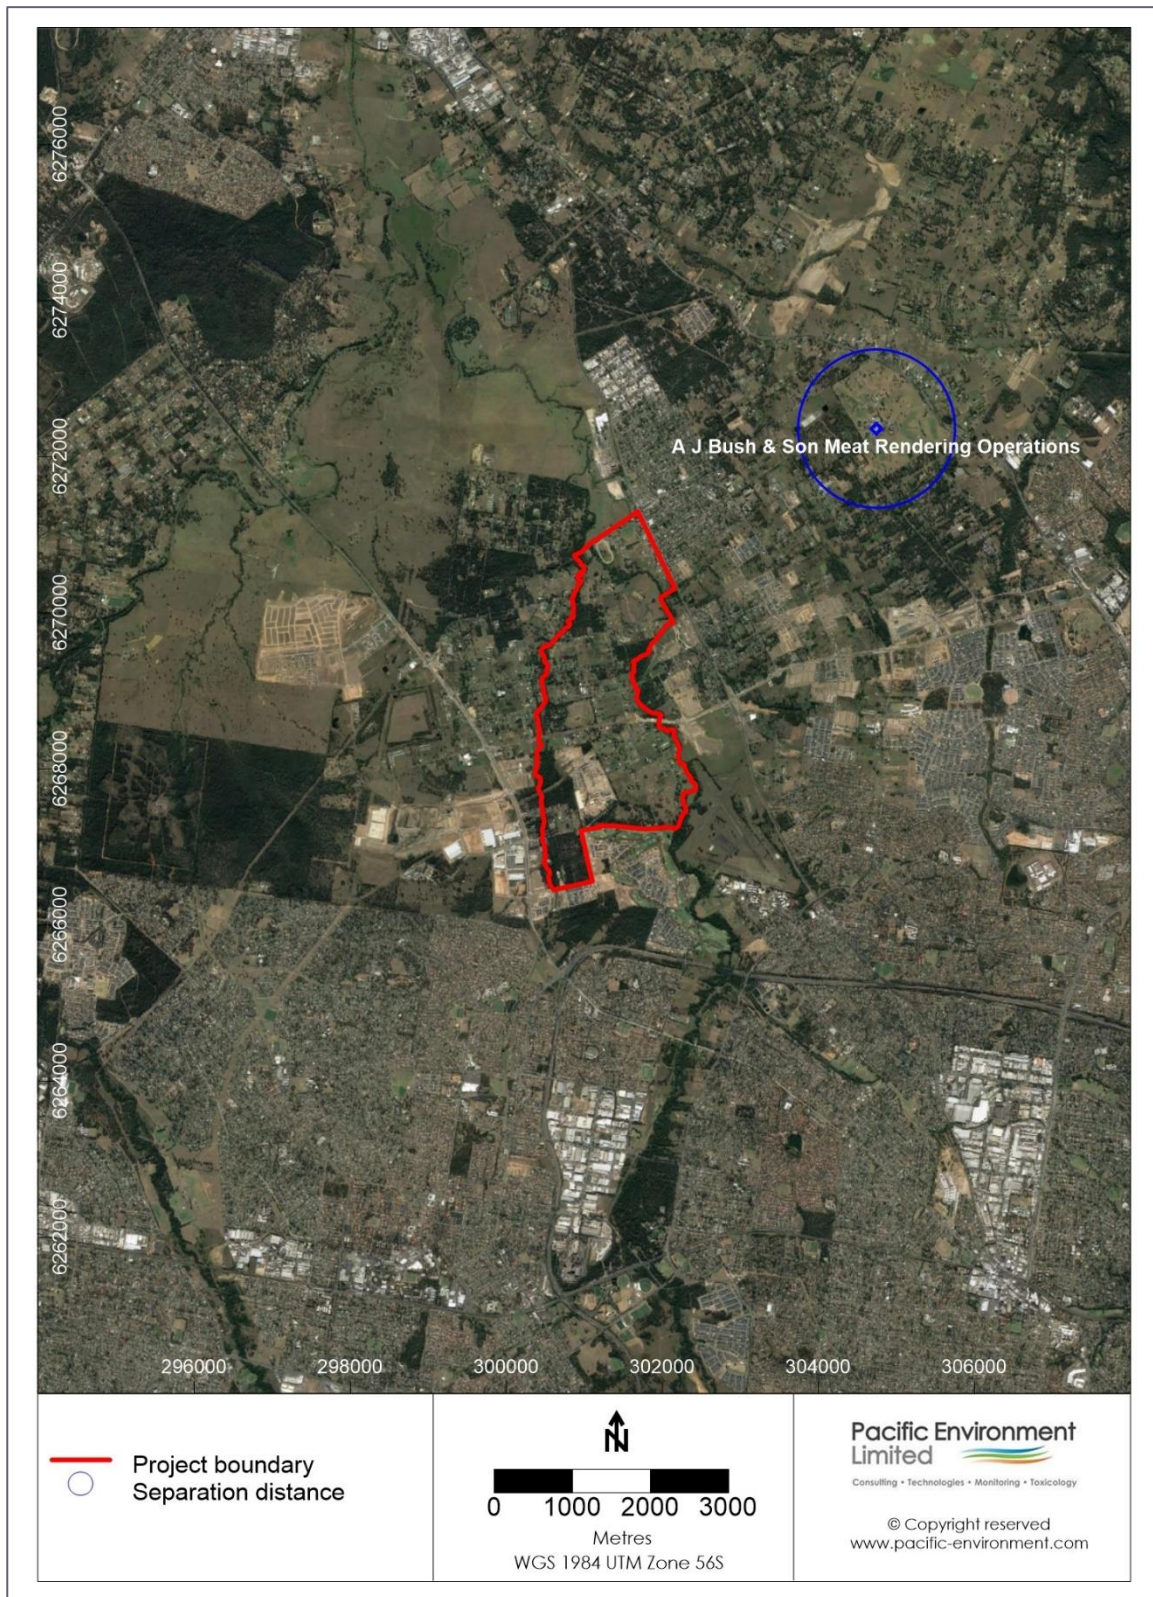 6276000
6274000
6272000
A J Bush & Son Meat Rendering Operations
6270000
6268000
6266000
6264000
6262000
296000 298000 300000 302000 304000 306000
Project boundary
Separation distance
N
0 1000 2000 3000
Metres
WGS 1984 UTM Zone 56S
Pacific Environment
Limited
Consulting • Technologies • Monitoring • Toxicology
© Copyright reserved
www.pacific-environment.com